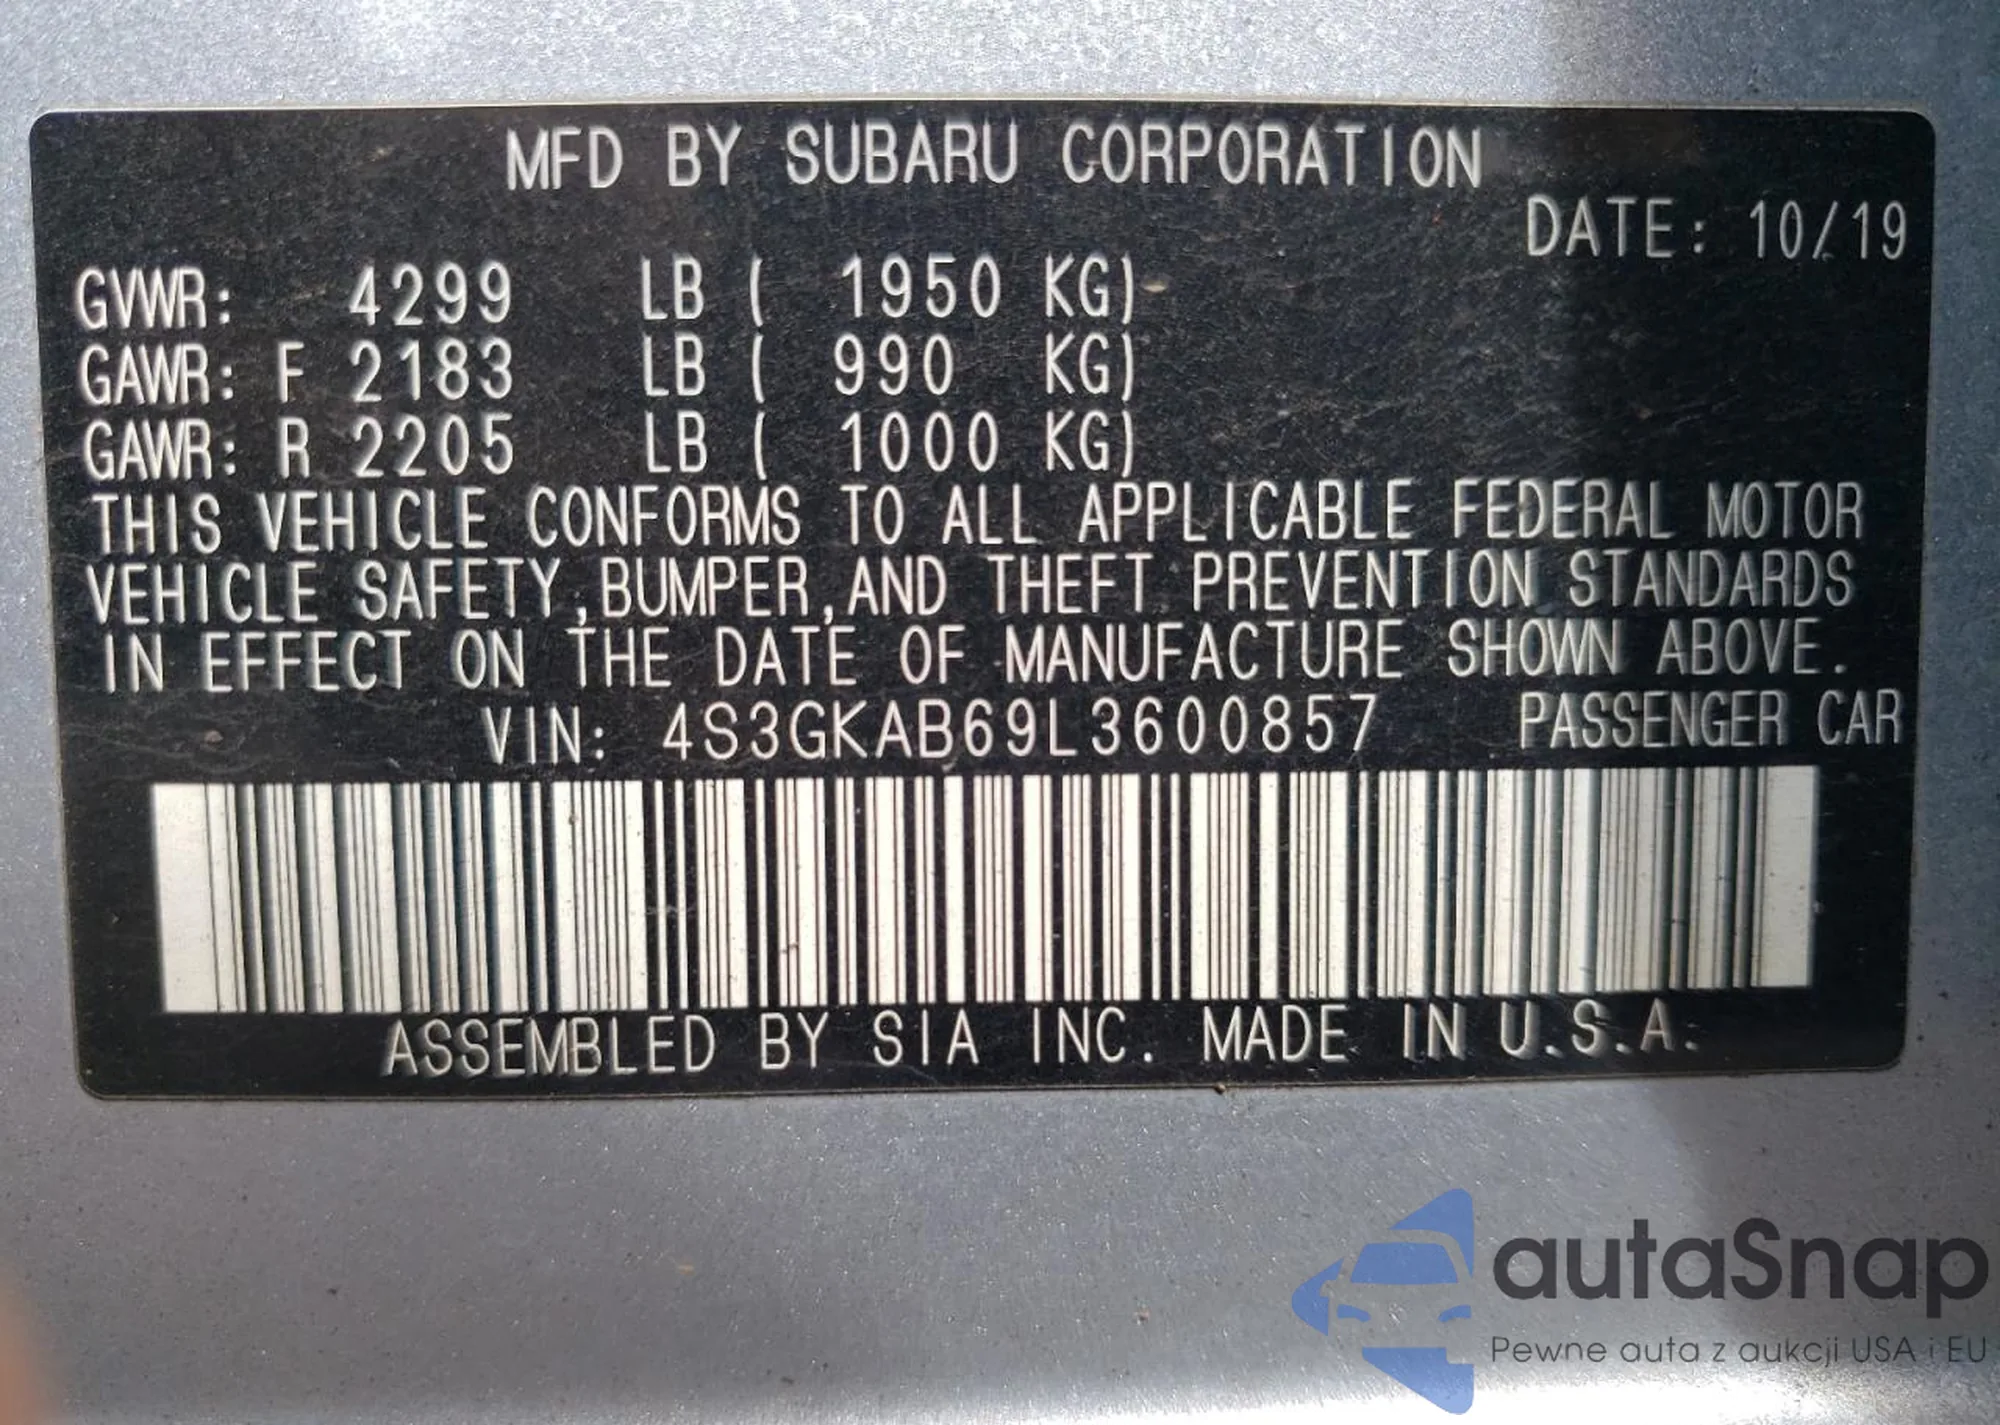 MFD BY SUBARU CORPORATION
DATE: 10/19
GVWR: 4299 LB ( 1950 KG)
GAWR: F 2183 LB ( 990 KG)
GAWR: R 2205 LB ( 1000 KG)
THIS VEHICLE CONFORMS TO ALL APPLICABLE FEDERAL MOTOR
VEHICLE SAFETY,BUMPER,AND THEFT PREVENTION STANDARDS
IN EFFECT ON THE DATE OF MANUFACTURE SHOWN ABOVE.
VIN: 4S3GKAB69L3600857 PASSENGER CAR
ASSEMBLED BY SIA INC. MADE IN U.S.A.
autaSnap
Pewne auta z aukcji USA i EU